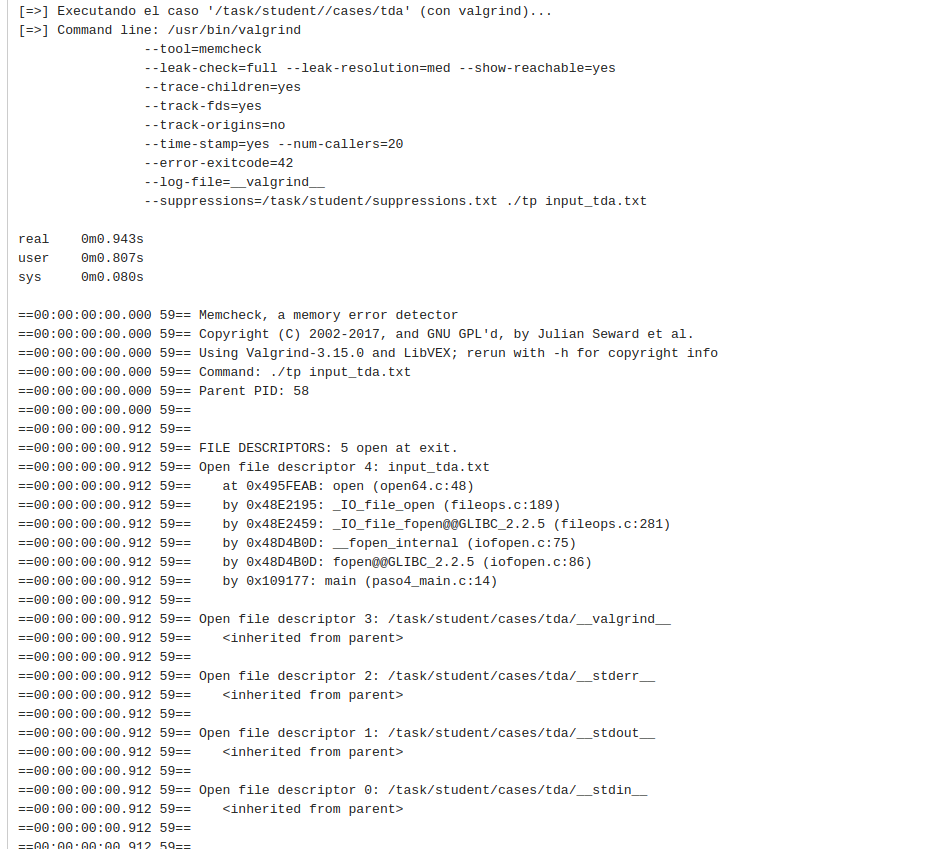 [=>] Executando el caso '/task/student//cases/tda' (con valgrind)...
[=>] Command line: /usr/bin/valgrind
--tool=memcheck
--leak-check=full --leak-resolution=med --show-reachable=yes
--trace-children=yes
--track-fds=yes
--track-origins=no
--time-stamp=yes --num-callers=20
--error-exitcode=42
--log-file=__valgrind__
--suppressions=/task/student/suppressions.txt ./tp input_tda.txt
real 0m0.943s
user 0m0.807s
sys 0m0.080s
==00:00:00:00.000 59== Memcheck, a memory error detector
==00:00:00:00.000 59== Copyright (C) 2002-2017, and GNU GPL'd, by Julian Seward et al.
==00:00:00:00.000 59== Using Valgrind-3.15.0 and LibVEX; rerun with -h for copyright info
==00:00:00:00.000 59== Command: ./tp input_tda.txt
==00:00:00:00.000 59== Parent PID: 58
==00:00:00:00.000 59==
==00:00:00:00.912 59==
==00:00:00:00.912 59== FILE DESCRIPTORS: 5 open at exit.
==00:00:00:00.912 59== Open file descriptor 4: input_tda.txt
==00:00:00:00.912 59== at 0x495FEAB: open (open64.c:48)
==00:00:00:00.912 59== by 0x48E2195: _IO_file_open (fileops.c:189)
==00:00:00:00.912 59== by 0x48E2459: _IO_file_fopen@@GLIBC_2.2.5 (fileops.c:281)
==00:00:00:00.912 59== by 0x48D4B0D: __fopen_internal (iofopen.c:75)
==00:00:00:00.912 59== by 0x48D4B0D: fopen@@GLIBC_2.2.5 (iofopen.c:86)
==00:00:00:00.912 59== by 0x109177: main (paso4_main.c:14)
==00:00:00:00.912 59==
==00:00:00:00.912 59== Open file descriptor 3: /task/student/cases/tda/__valgrind__
==00:00:00:00.912 59== <inherited from parent>
==00:00:00:00.912 59==
==00:00:00:00.912 59== Open file descriptor 2: /task/student/cases/tda/__stderr__
==00:00:00:00.912 59== <inherited from parent>
==00:00:00:00.912 59==
==00:00:00:00.912 59== Open file descriptor 1: /task/student/cases/tda/__stdout__
==00:00:00:00.912 59== <inherited from parent>
==00:00:00:00.912 59==
==00:00:00:00.912 59== Open file descriptor 0: /task/student/cases/tda/__stdin__
==00:00:00:00.912 59== <inherited from parent>
==00:00:00:00.912 59==
==00:00:00:00.912 59==